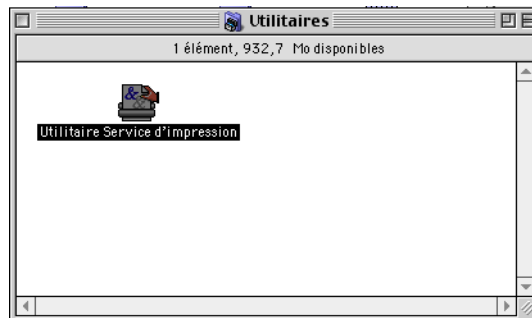 Utilitaires
1 élément, 932,7 Mo disponibles
Utilitaire Service d'impression